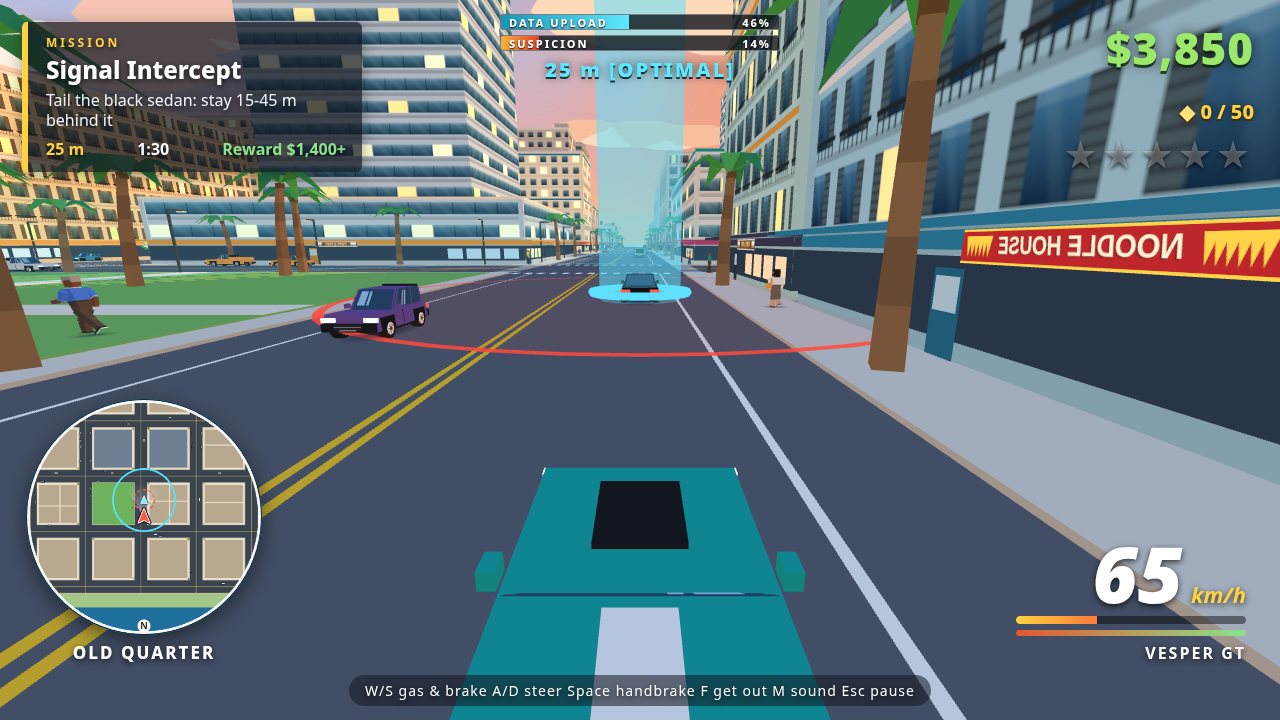 MISSION
Signal Intercept
Tail the black sedan: stay 15-45 m
behind it
25 m 1:30 Reward $1,400+
DATA UPLOAD 46%
SUSPICION 14%
25 m [OPTIMAL]
$3,850
0 / 50
NOODLE HOUSE
N
OLD QUARTER
65 km/h
VESPER GT
W/S gas & brake A/D steer Space handbrake F get out M sound Esc pause